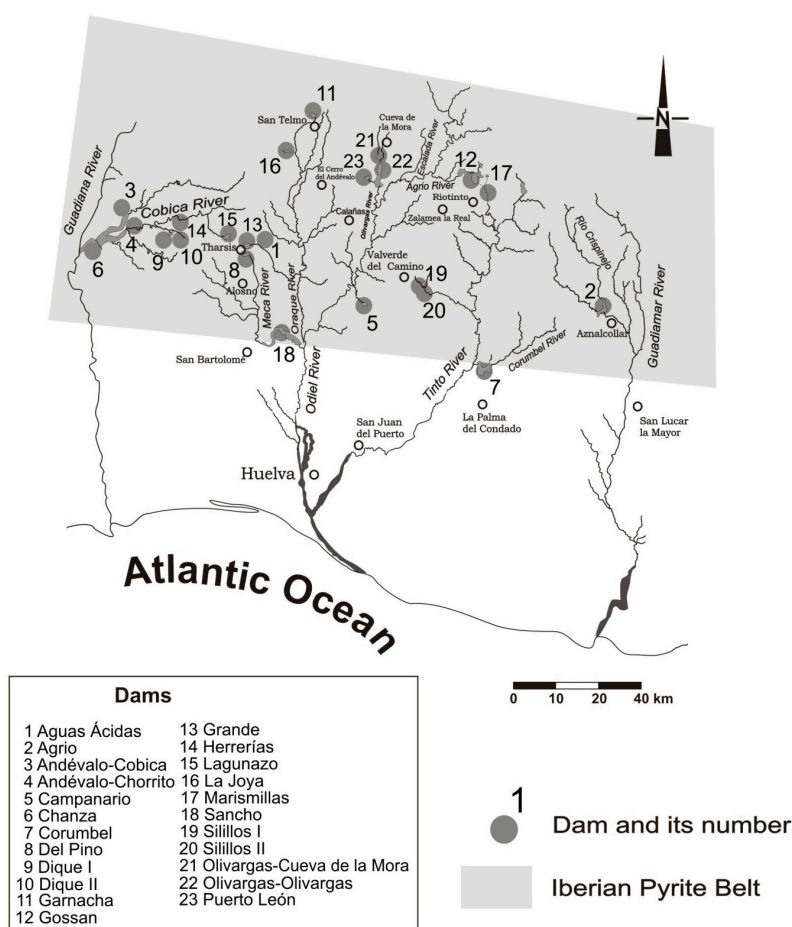 11
San Telmo
Cueva de
la Mora
21
16
23
22
El Cerro
del Andévalo
Escalada River
12
17
Agrio River
Riotinto
Zalamea la Real
Olivargas River
Calañas
Guadiana River
3
Cobica River
4
6
9
10
14
15
13
Tharsis
1
8
Alosno
Meca River
Oraque River
Valverde
del Camino
19
20
5
Río Crispinejo
2
Aznalcollar
Guadiamar River
18
San Bartolomé
Odiel River
Tinto River
Corumbel River
7
La Palma
del Condado
San Lucar
la Mayor
San Juan
del Puerto
Huelva
N
Atlantic Ocean
0 10 20 40 km
Dams
1 Aguas Ácidas
2 Agrio
3 Andévalo-Cobica
4 Andévalo-Chorrito
5 Campanario
6 Chanza
7 Corumbel
8 Del Pino
9 Dique I
10 Dique II
11 Garnacha
12 Gossan
13 Grande
14 Herrerías
15 Lagunazo
16 La Joya
17 Marismillas
18 Sancho
19 Silillos I
20 Silillos II
21 Olivargas-Cueva de la Mora
22 Olivargas-Olivargas
23 Puerto León
1
Dam and its number
Iberian Pyrite Belt